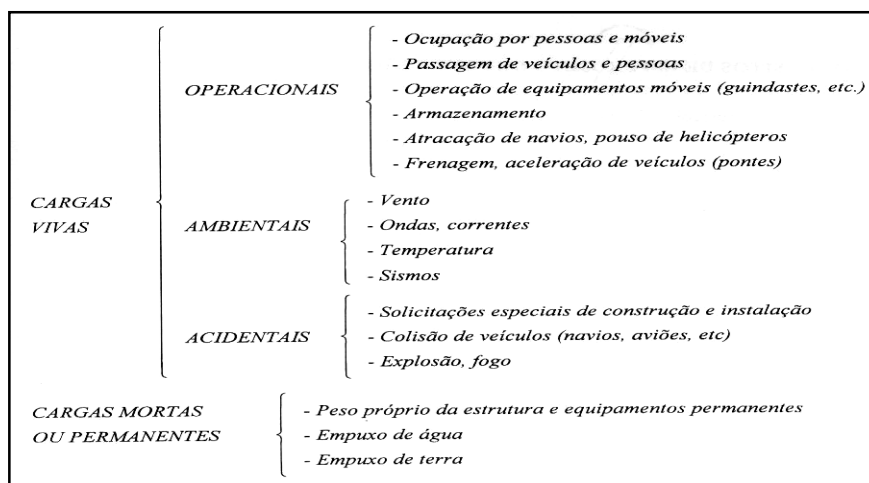 - Ocupação por pessoas e móveis
- Passagem de veículos e pessoas
OPERACIONAIS
- Operação de equipamentos móveis (guindastes, etc.)
- Armazenamento
- Atracação de navios, pouso de helicópteros
- Frenagem, aceleração de veículos (pontes)
CARGAS
VIVAS
- Vento
AMBIENTAIS
- Ondas, correntes
- Temperatura
- Sismos
- Solicitações especiais de construção e instalação
ACIDENTAIS
- Colisão de veículos (navios, aviões, etc)
- Explosão, fogo
CARGAS MORTAS
OU PERMANENTES
- Peso próprio da estrutura e equipamentos permanentes
- Empuxo de água
- Empuxo de terra